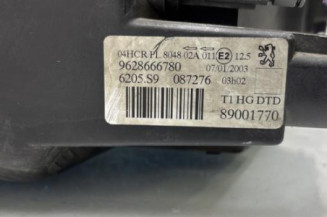 04HCR PL 8048 02A 011 E2 12.5
9628666780 07/01/2003
6205.S9 087276 03h02
T1 HG DTD
89001770